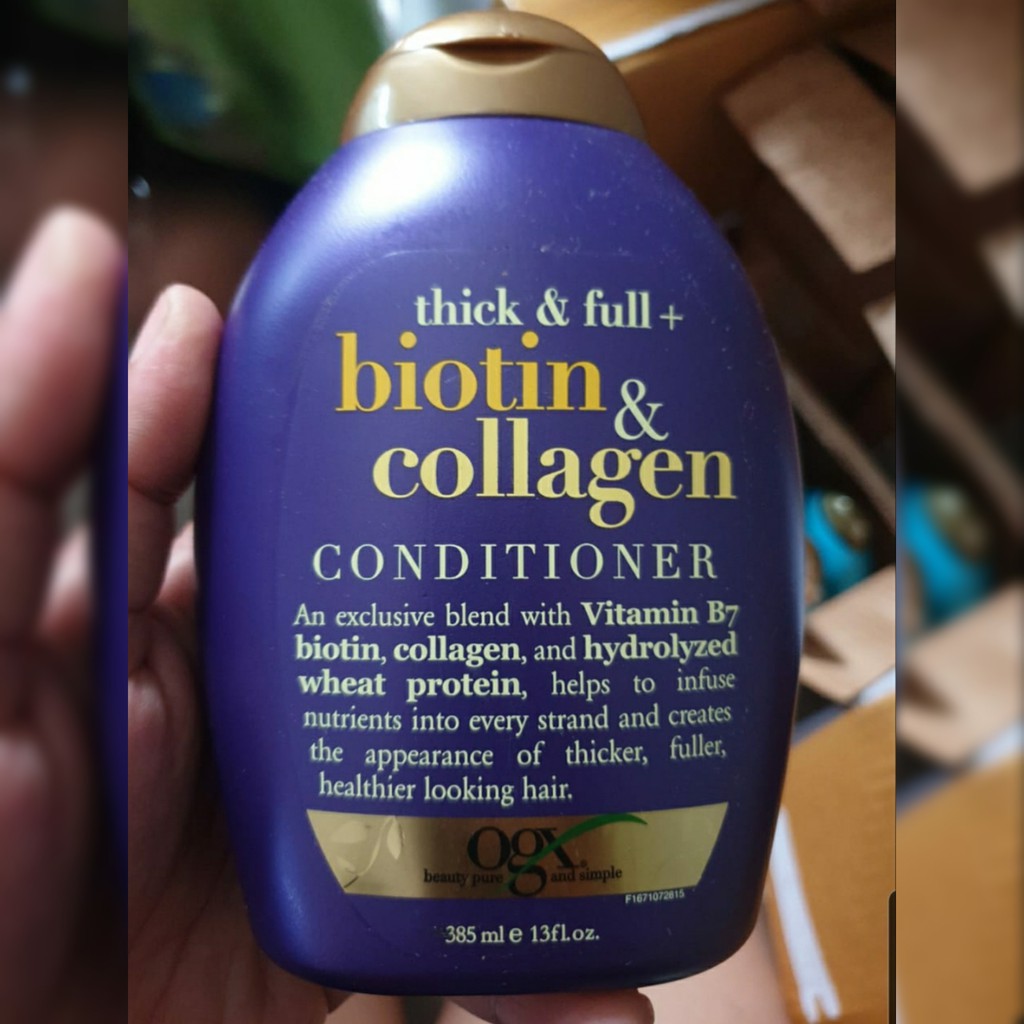 thick & full +
biotin &
collagen
CONDITIONER
An exclusive blend with Vitamin B7
biotin, collagen, and hydrolyzed
wheat protein, helps to infuse
nutrients into every strand and creates
the appearance of thicker, fuller,
healthier looking hair.
ogx®
beauty pure and simple
F1671072815
385 ml e 13fl.oz.